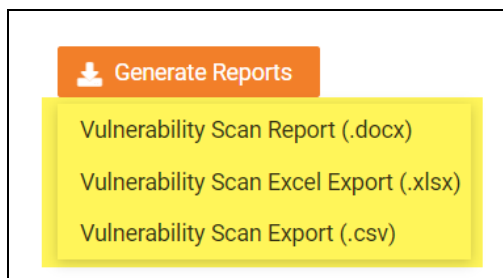 Generate Reports
Vulnerability Scan Report (.docx)
Vulnerability Scan Excel Export (.xlsx)
Vulnerability Scan Export (.csv)